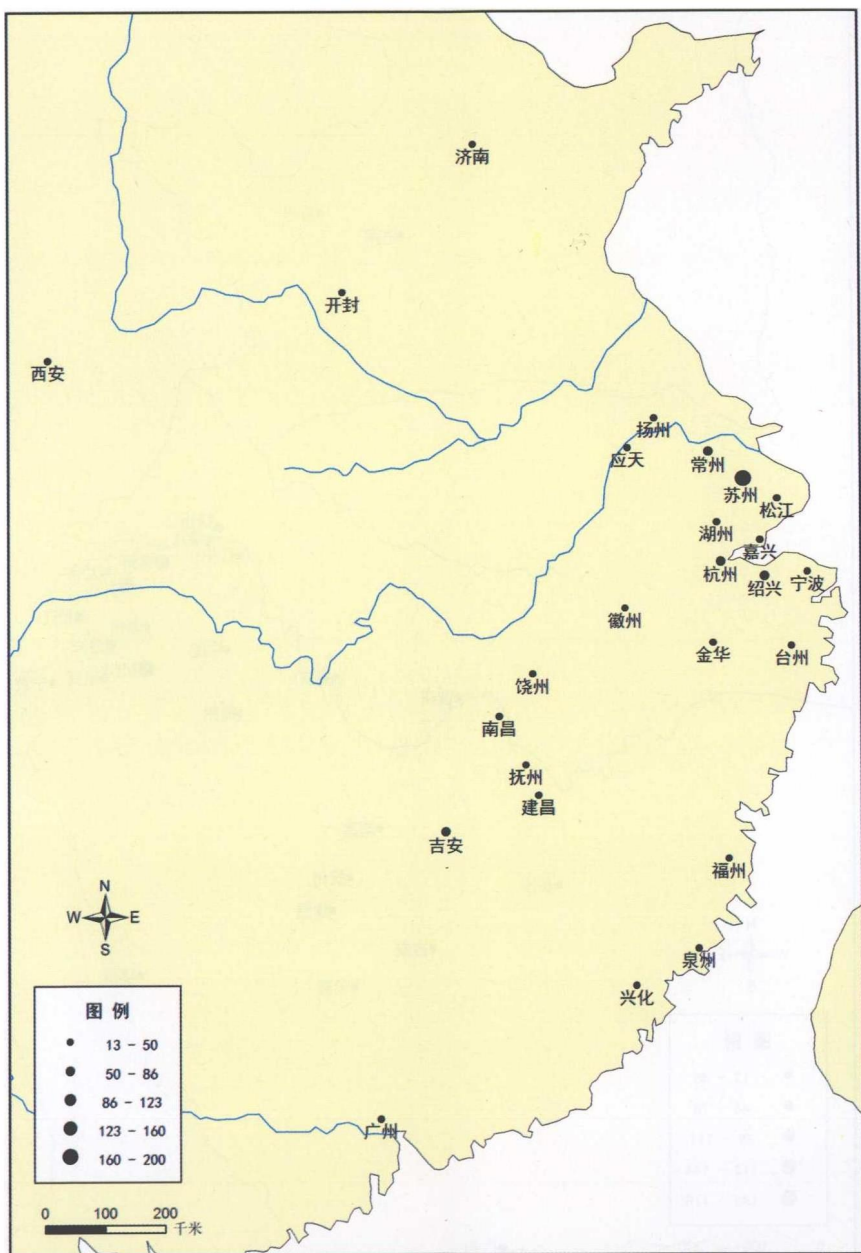 济南
开封
西安
扬州
应天
常州
苏州
松江
湖州
嘉兴
杭州
绍兴
宁波
徽州
金华
台州
饶州
南昌
抚州
建昌
吉安
福州
泉州
兴化
广州
N
W E
S
图 例
13 - 50
50 - 86
86 - 123
123 - 160
160 - 200
0 100 200
千米